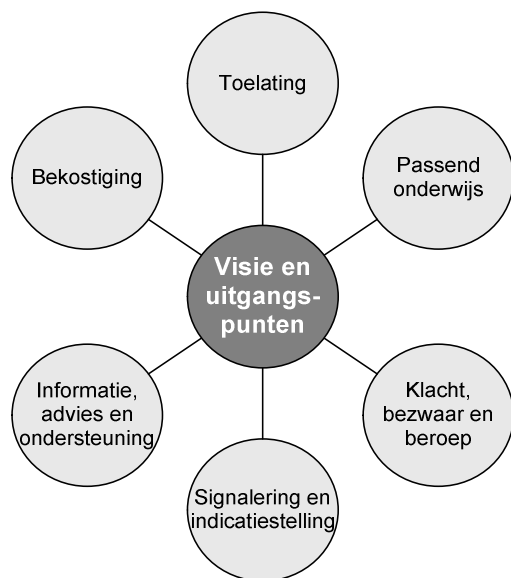 Toelating
Bekostiging
Passend
onderwijs
Visie en
uitgangs-
punten
Informatie,
advies en
ondersteuning
Klacht,
bezwaar en
beroep
Signalering en
indicatiestelling